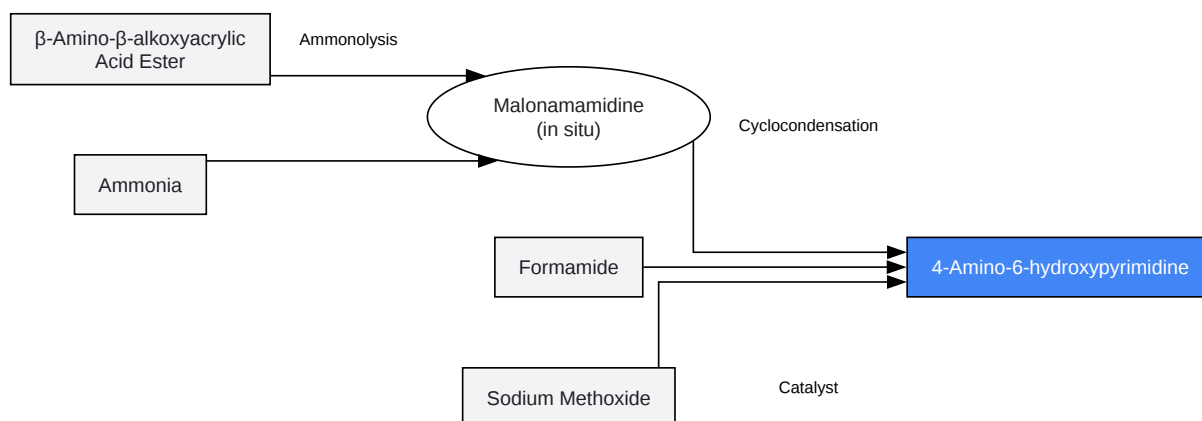 β-Amino-β-alkoxyacrylic
Acid Ester
Ammonolysis
Malonamamidine
(in situ)
Cyclocondensation
Ammonia
Formamide
4-Amino-6-hydroxypyrimidine
Sodium Methoxide
Catalyst